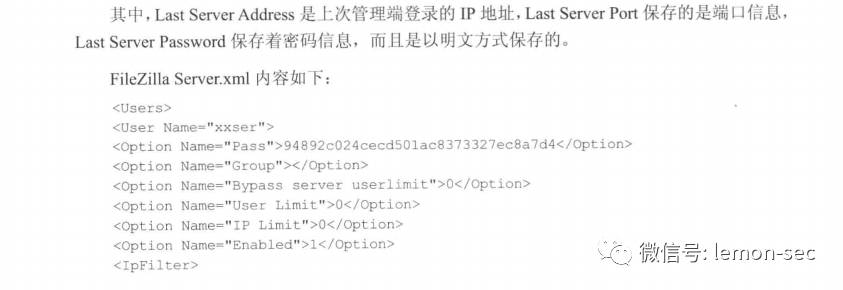 其中，Last Server Address 是上次管理端登录的 IP 地址，Last Server Port 保存的是端口信息，
Last Server Password 保存着密码信息，而且是以明文方式保存的。
FileZilla Server.xml 内容如下：
<Users>
<User Name="xxser">
<Option Name="Pass">94892c024cecd501ac8373327ec8a7d4</Option>
<Option Name="Group"></Option>
<Option Name="Bypass server userlimit">0</Option>
<Option Name="User Limit">0</Option>
<Option Name="IP Limit">0</Option>
<Option Name="Enabled">1</Option>
<IpFilter>
微信号: lemon-sec